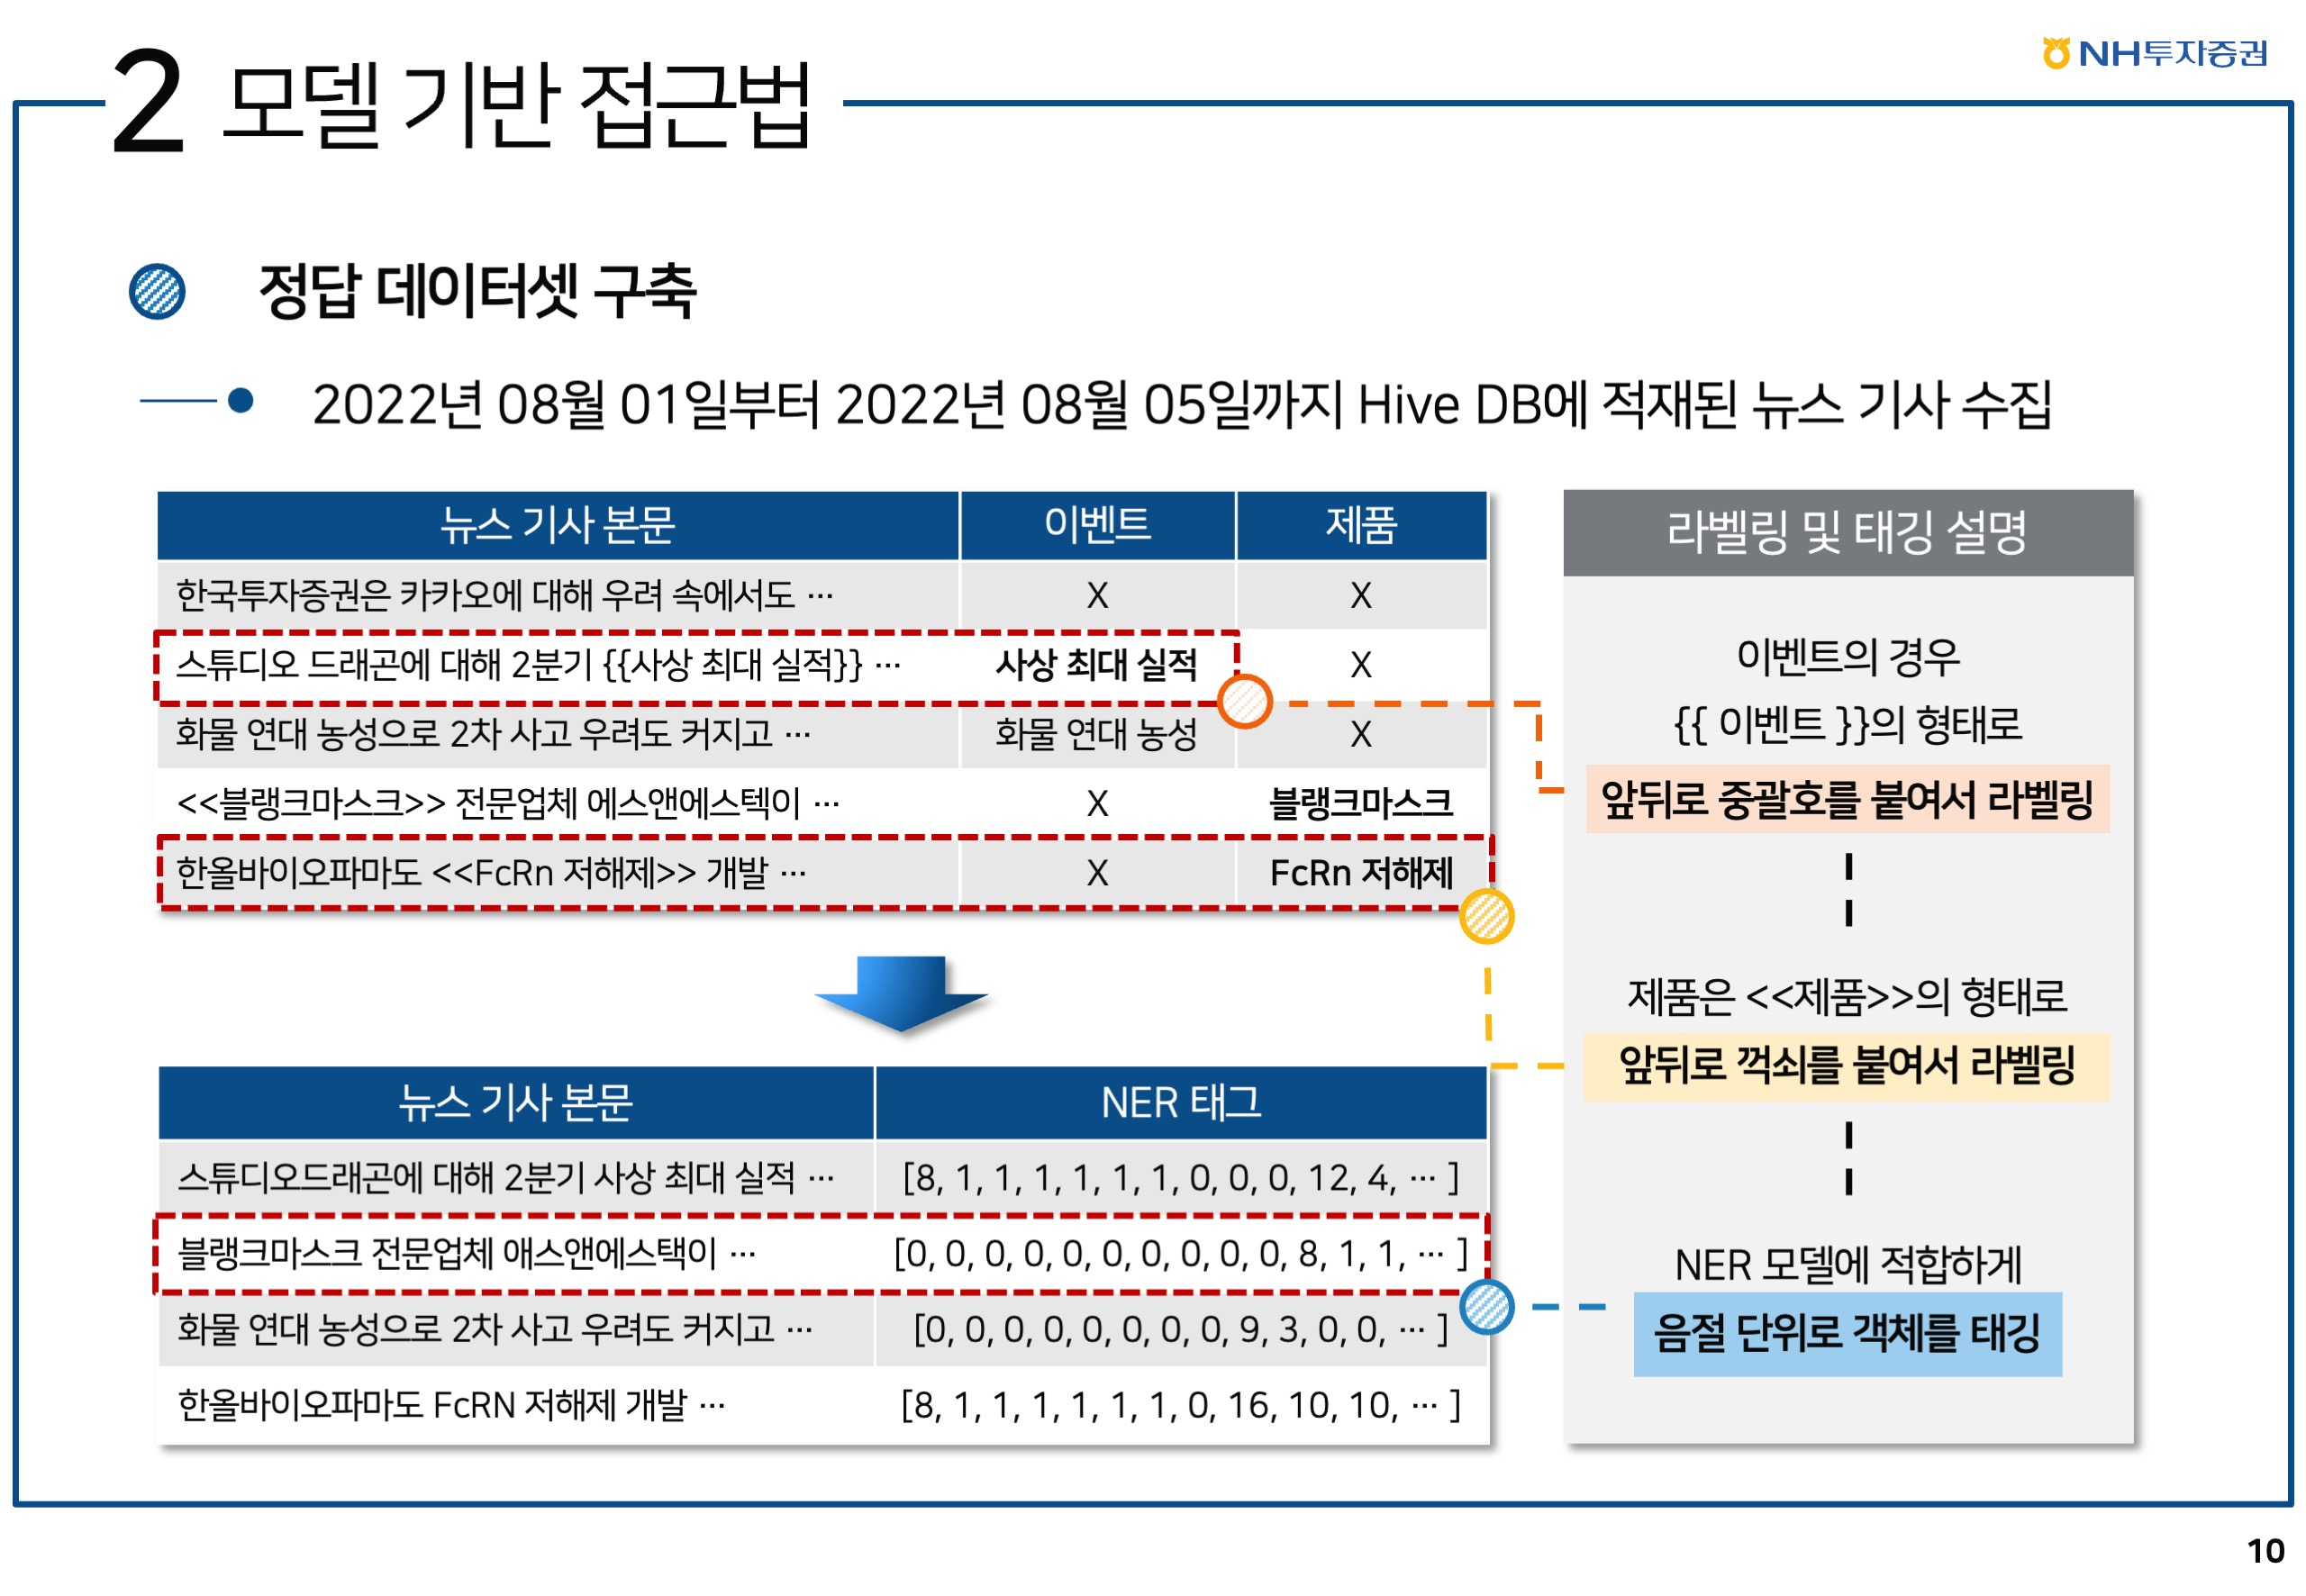 NH투자증권
2 모델 기반 접근법
정답 데이터셋 구축
2022년 08월 01일부터 2022년 08월 05일까지 Hive DB에 적재된 뉴스 기사 수집
뉴스 기사 본문 이벤트 제품
한국투자증권은 카카오에 대해 우려 속에서도 ··· X X
스튜디오 드래곤에 대해 2분기 {{사상 최대 실적}} ··· 사상 최대 실적 X
화물 연대 농성으로 2차 사고 우려도 커지고 ··· 화물 연대 농성 X
<<블랭크마스크>> 전문업체 에스앤에스텍이 ··· X 블랭크마스크
한올바이오파마도 <<FcRn 저해제>> 개발 ··· X FcRn 저해제
뉴스 기사 본문 NER 태그
스튜디오드래곤에 대해 2분기 사상 최대 실적 ··· [8, 1, 1, 1, 1, 1, 1, 0, 0, 0, 12, 4, ··· ]
블랭크마스크 전문업체 애스앤에스택이 ··· [0, 0, 0, 0, 0, 0, 0, 0, 0, 0, 8, 1, 1, ··· ]
화물 연대 농성으로 2차 사고 우려도 커지고 ··· [0, 0, 0, 0, 0, 0, 0, 0, 9, 3, 0, 0, ··· ]
한올바이오파마도 FcRN 저해제 개발 ··· [8, 1, 1, 1, 1, 1, 1, 0, 16, 10, 10, ··· ]
라벨링 및 태깅 설명
이벤트의 경우
{{ 이벤트 }}의 형태로
앞뒤로 중괄호를 붙여서 라벨링
제품은 <<제품>>의 형태로
앞뒤로 꺽쇠를 붙여서 라벨링
NER 모델에 적합하게
음절 단위로 객체를 태깅
10